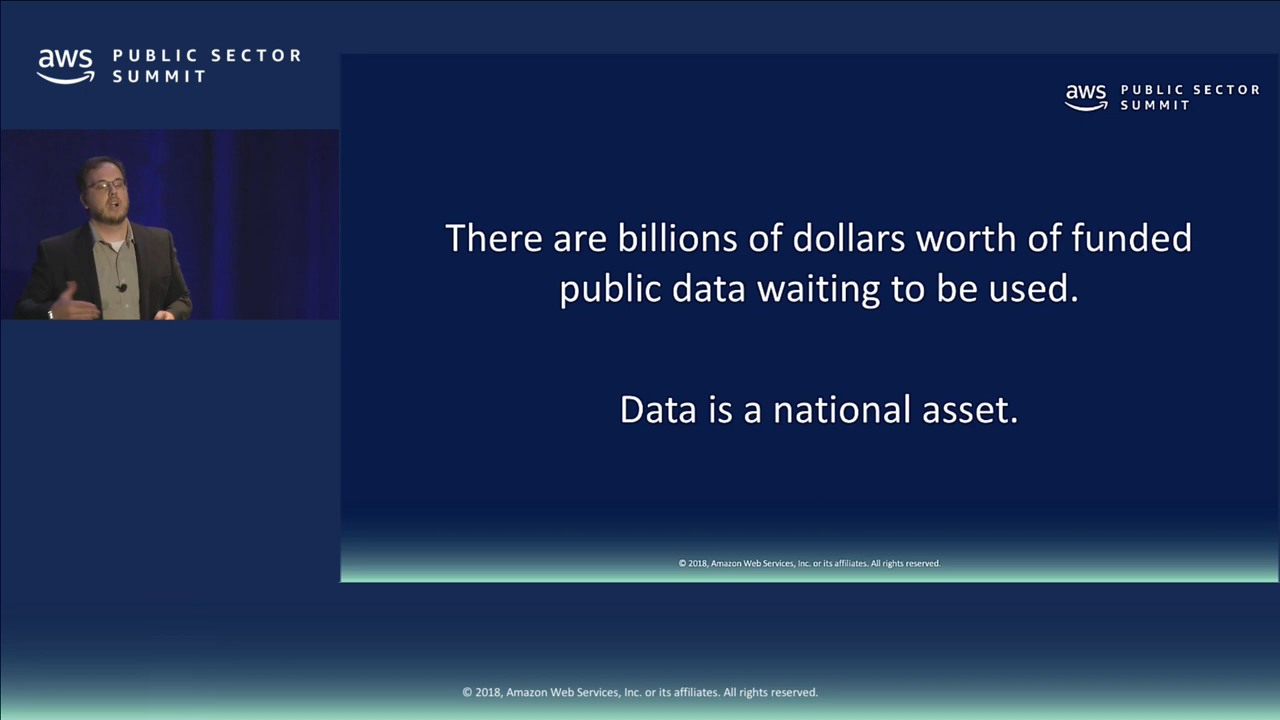 aws PUBLIC SECTOR
SUMMIT
aws PUBLIC SECTOR
SUMMIT
There are billions of dollars worth of funded
public data waiting to be used.
Data is a national asset.
© 2018, Amazon Web Services, Inc. or its affiliates. All rights reserved.
© 2018, Amazon Web Services, Inc. or its affiliates. All rights reserved.